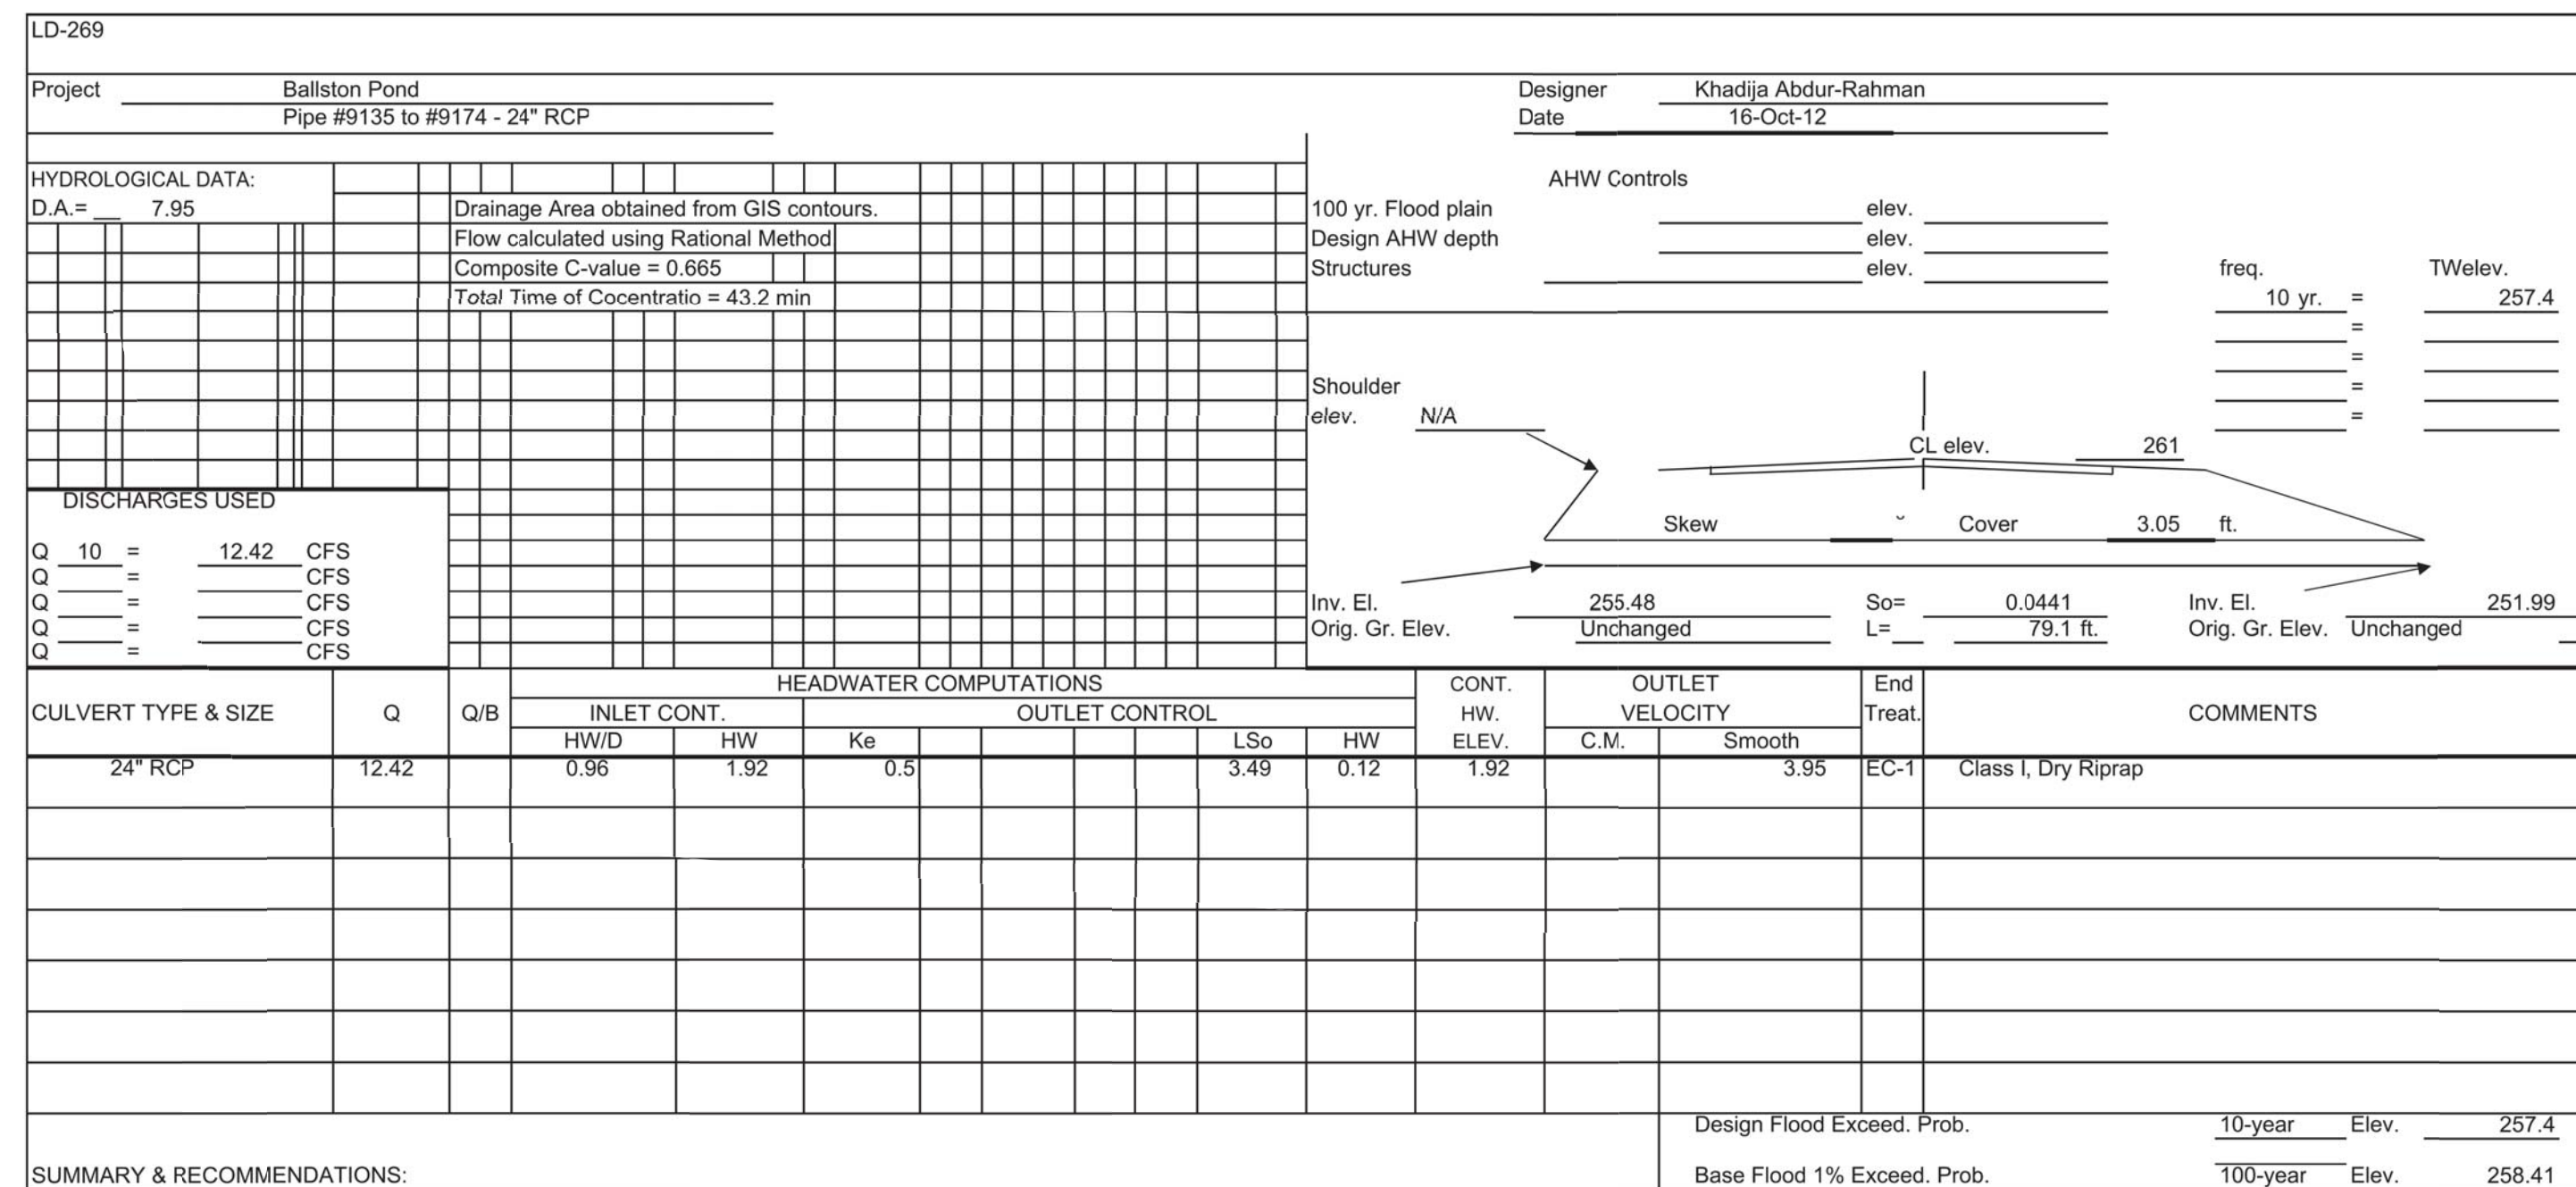 LD-269
Project Ballston Pond Designer Khadija Abdur-Rahman
Pipe #9135 to #9174 - 24" RCP Date 16-Oct-12
HYDROLOGICAL DATA: AHW Controls
D.A.= 7.95 Drainage Area obtained from GIS contours. 100 yr. Flood plain elev.
Flow calculated using Rational Method Design AHW depth elev.
Composite C-value = 0.665 Structures elev. freq. TWelev.
Total Time of Cocentratio = 43.2 min 10 yr. = 257.4
=
=
Shoulder =
elev. N/A =
CL elev. 261
DISCHARGES USED
Skew ˘ Cover 3.05 ft.
Q 10 = 12.42 CFS
Q = CFS
Q = CFS Inv. El. 255.48 So= 0.0441 Inv. El. 251.99
Q = CFS Orig. Gr. Elev. Unchanged L= 79.1 ft. Orig. Gr. Elev. Unchanged
Q = CFS
HEADWATER COMPUTATIONS CONT. OUTLET End
CULVERT TYPE & SIZE Q Q/B INLET CONT. OUTLET CONTROL HW. VELOCITY Treat. COMMENTS
HW/D HW Ke LSo HW ELEV. C.M. Smooth
24" RCP 12.42 0.96 1.92 0.5 3.49 0.12 1.92 3.95 EC-1 Class I, Dry Riprap
Design Flood Exceed. Prob. 10-year Elev. 257.4
SUMMARY & RECOMMENDATIONS: Base Flood 1% Exceed. Prob. 100-year Elev. 258.41